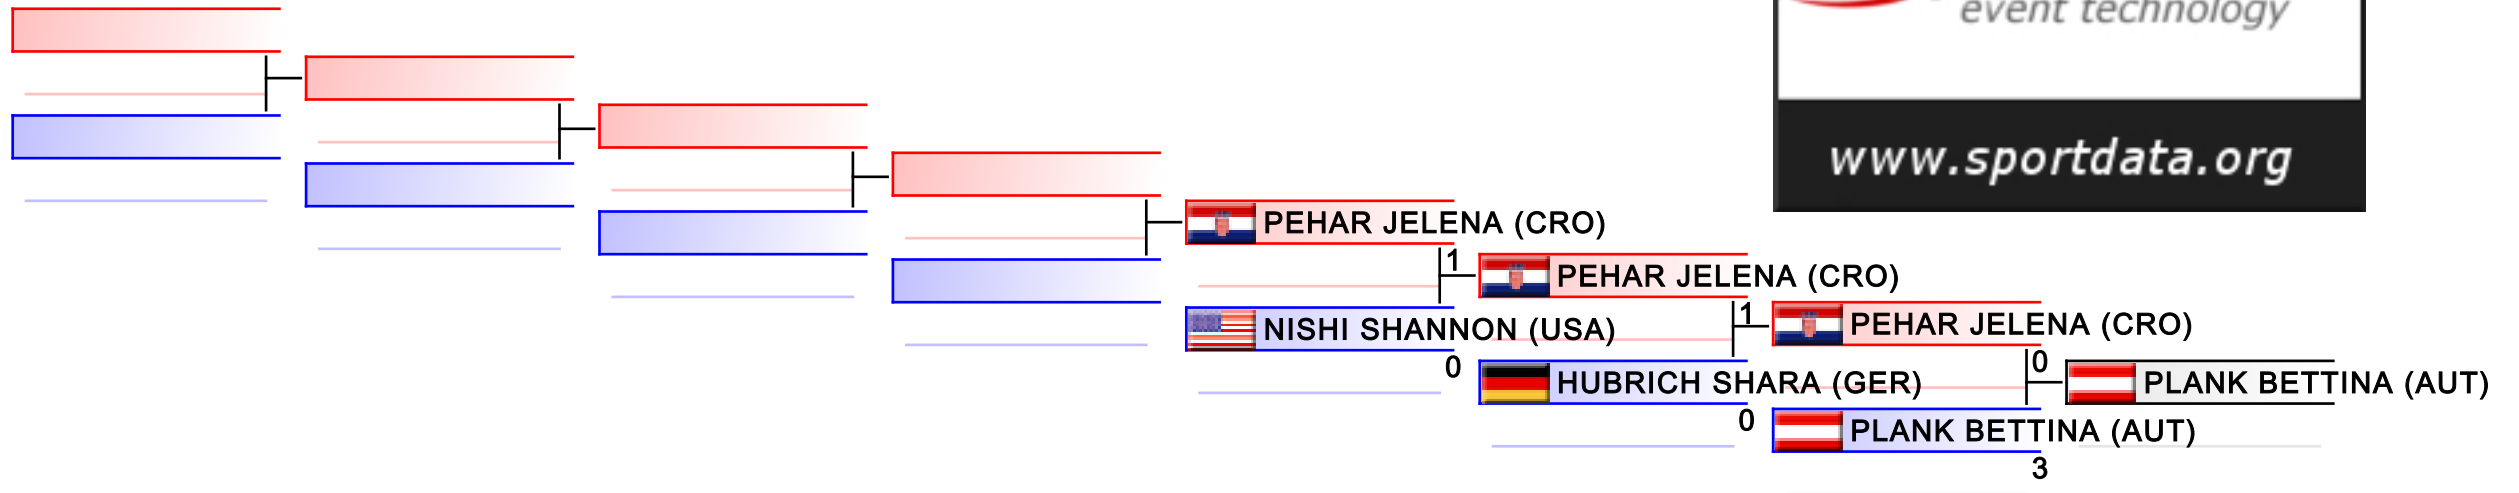 event technology
www.sportdata.org
PEHAR JELENA (CRO)
1
PEHAR JELENA (CRO)
NISHI SHANNON (USA)
0
1
PEHAR JELENA (CRO)
HUBRICH SHARA (GER)
0
0
PLANK BETTINA (AUT)
PLANK BETTINA (AUT)
3